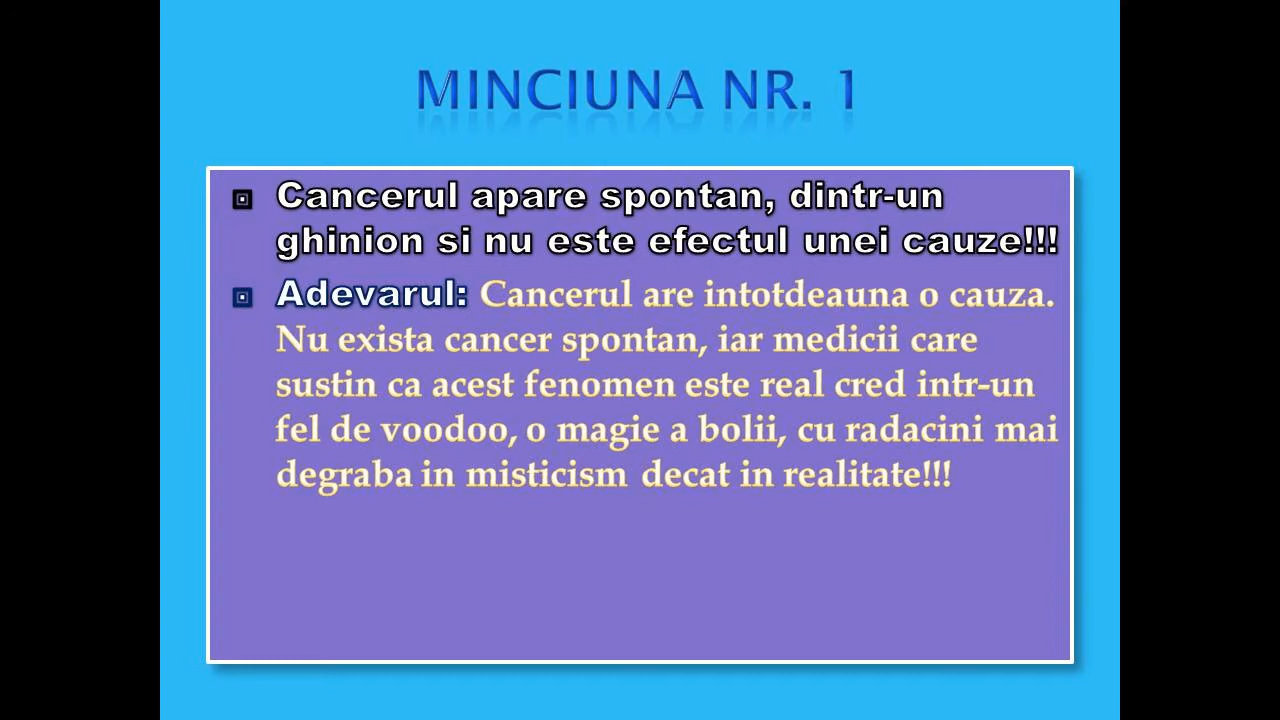 MINCIUNA NR. 1
Cancerul apare spontan, dintr-un
ghinion si nu este efectul unei cauze!!!
Adevarul: Cancerul are intotdeauna o cauza.
Nu exista cancer spontan, iar medicii care
sustin ca acest fenomen este real cred intr-un
fel de voodoo, o magie a bolii, cu radacini mai
degraba in misticism decat in realitate!!!